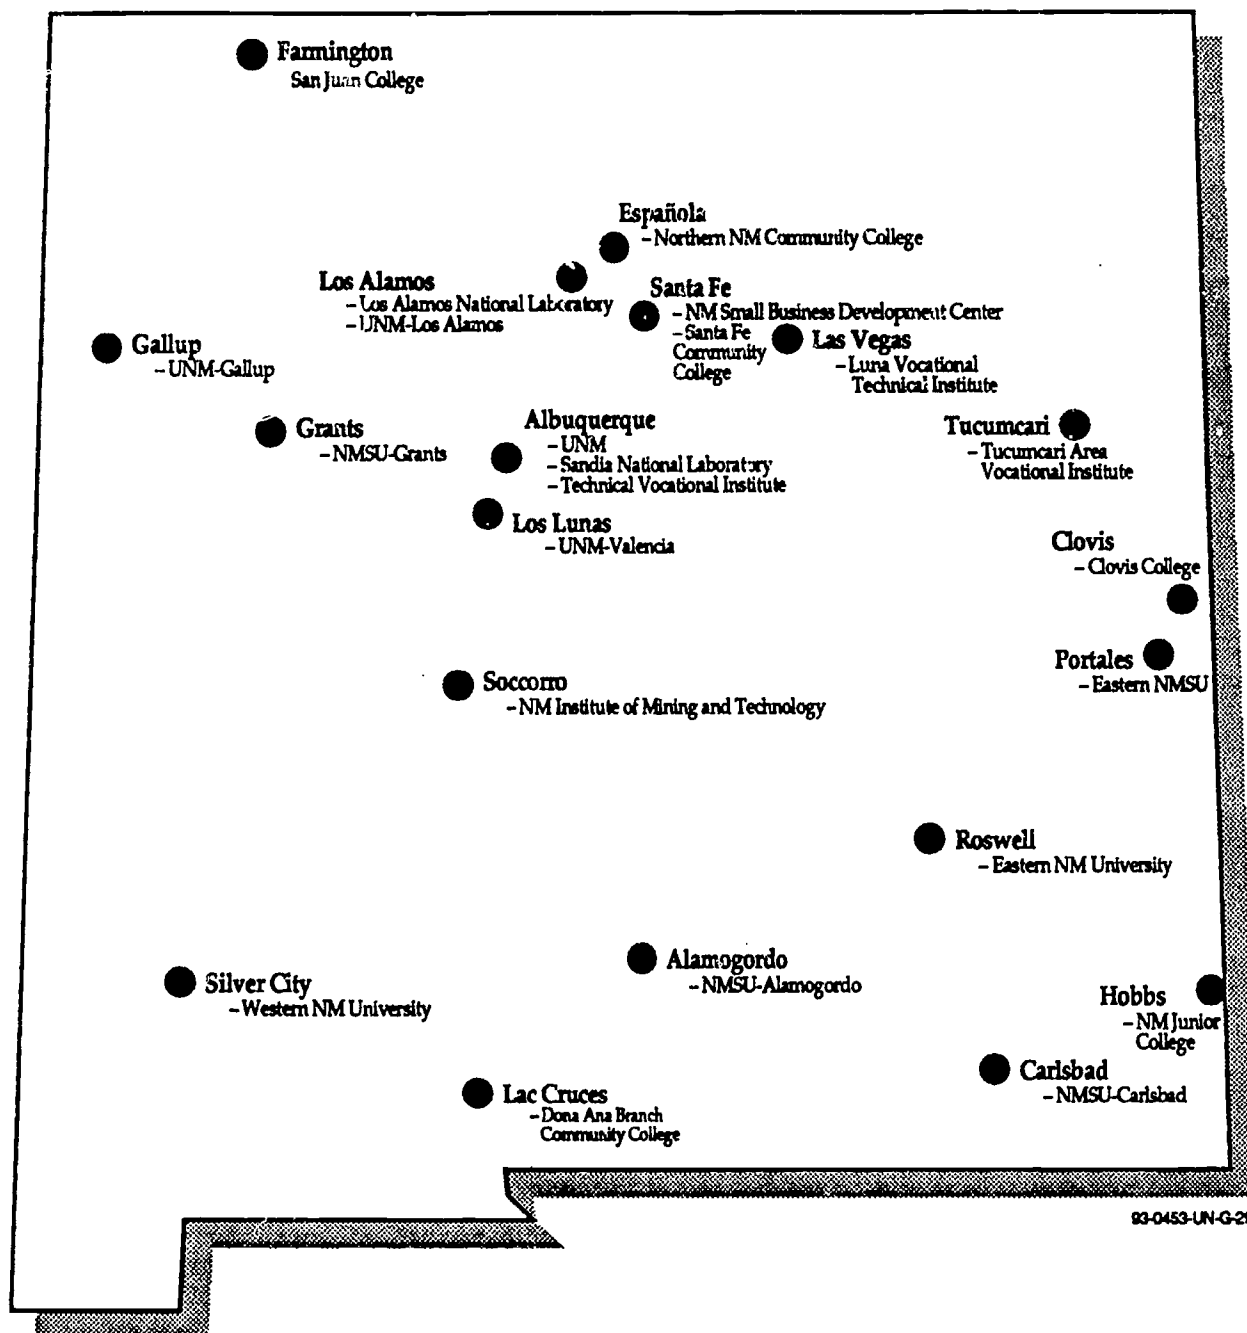 Farmington
San Juan College
Española
– Northern NM Community College
Los Alamos
– Los Alamos National Laboratory
– UNM-Los Alamos
Santa Fe
– NM Small Business Development Center
– Santa Fe
Community
College
Las Vegas
– Luna Vocational
Technical Institute
Gallup
– UNM-Gallup
Grants
– NMSU-Grants
Albuquerque
– UNM
– Sandia National Laboratory
– Technical Vocational Institute
Tucumcari
– Tucumcari Area
Vocational Institute
Los Lunas
– UNM-Valencia
Clovis
– Clovis College
Portales
– Eastern NMSU
Soccorro
– NM Institute of Mining and Technology
Roswell
– Eastern NM University
Alamogordo
– NMSU-Alamogordo
Silver City
– Western NM University
Hobbs
– NM Junior
College
Carlsbad
– NMSU-Carlsbad
Lac Cruces
– Dona Ana Branch
Community College